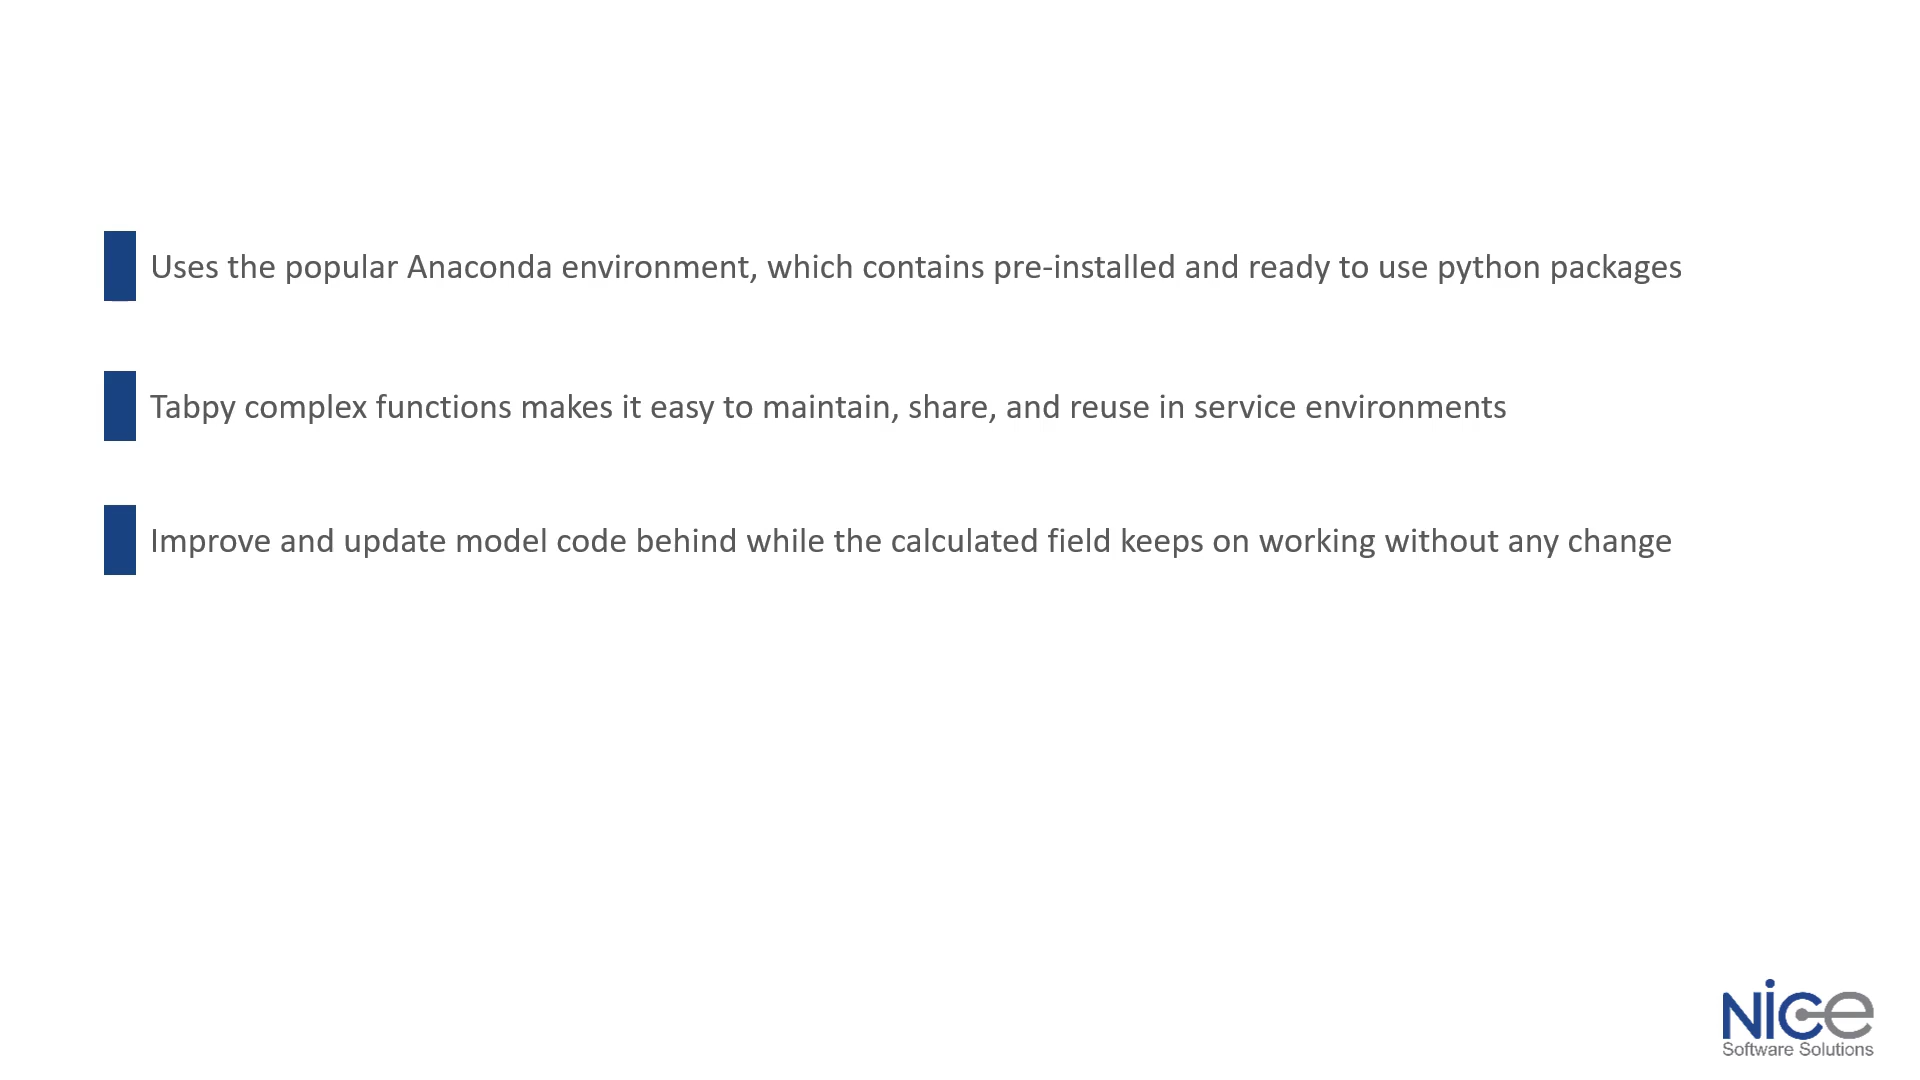 Uses the popular Anaconda environment, which contains pre-installed and ready to use python packages
Tabpy complex functions makes it easy to maintain, share, and reuse in service environments
Improve and update model code behind while the calculated field keeps on working without any change
Nice
Software Solutions